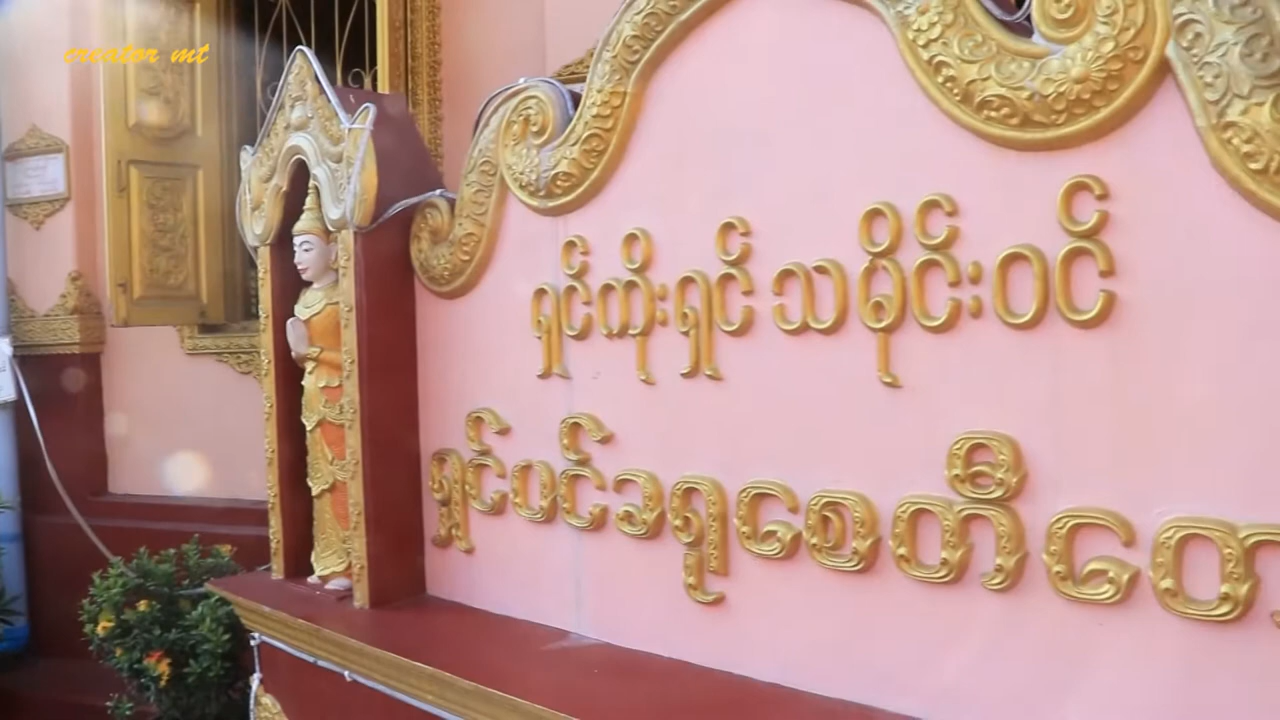 creator mt
ရှင်ကိုးရှင် သမိုင်းဝင်
ရှင်ဝင်ခရုစေတီတေ